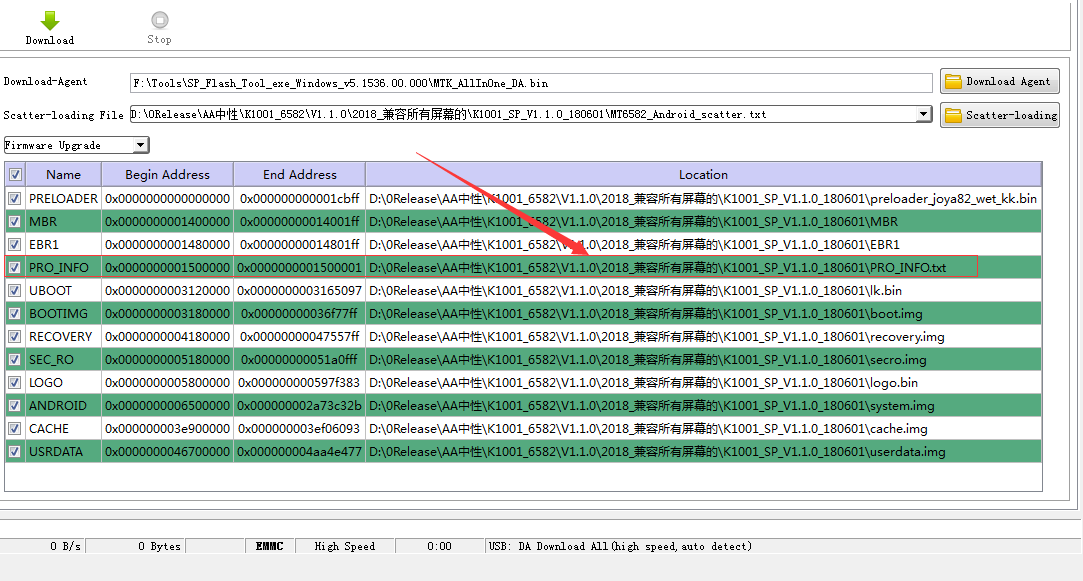 Download Stop
Download-Agent F:\Tools\SP_Flash_Tool_exe_Windows_v5.1536.00.000\MTK_AllInOne_DA.bin Download Agent
Scatter-loading File D:\0Release\AA中性\K1001_6582\V1.1.0\2018_兼容所有屏幕的\K1001_SP_V1.1.0_180601\MT6582_Android_scatter.txt Scatter-loading
Firmware Upgrade
Name Begin Address End Address Location
PRELOADER 0x0000000000000000 0x000000000001cbff D:\0Release\AA中性\K1001_6582\V1.1.0\2018_兼容所有屏幕的\K1001_SP_V1.1.0_180601\preloader_joya82_wet_kk.bin
MBR 0x0000000001400000 0x00000000014001ff D:\0Release\AA中性\K1001_6582\V1.1.0\2018_兼容所有屏幕的\K1001_SP_V1.1.0_180601\MBR
EBR1 0x0000000001480000 0x00000000014801ff D:\0Release\AA中性\K1001_6582\V1.1.0\2018_兼容所有屏幕的\K1001_SP_V1.1.0_180601\EBR1
PRO_INFO 0x0000000001500000 0x0000000001500001 D:\0Release\AA中性\K1001_6582\V1.1.0\2018_兼容所有屏幕的\K1001_SP_V1.1.0_180601\PRO_INFO.txt
UBOOT 0x0000000003120000 0x0000000003165097 D:\0Release\AA中性\K1001_6582\V1.1.0\2018_兼容所有屏幕的\K1001_SP_V1.1.0_180601\lk.bin
BOOTIMG 0x0000000003180000 0x00000000036f77ff D:\0Release\AA中性\K1001_6582\V1.1.0\2018_兼容所有屏幕的\K1001_SP_V1.1.0_180601\boot.img
RECOVERY 0x0000000004180000 0x00000000047557ff D:\0Release\AA中性\K1001_6582\V1.1.0\2018_兼容所有屏幕的\K1001_SP_V1.1.0_180601\recovery.img
SEC_RO 0x0000000005180000 0x00000000051a0fff D:\0Release\AA中性\K1001_6582\V1.1.0\2018_兼容所有屏幕的\K1001_SP_V1.1.0_180601\secro.img
LOGO 0x0000000005800000 0x000000000597f383 D:\0Release\AA中性\K1001_6582\V1.1.0\2018_兼容所有屏幕的\K1001_SP_V1.1.0_180601\logo.bin
ANDROID 0x0000000006500000 0x000000002a73c32b D:\0Release\AA中性\K1001_6582\V1.1.0\2018_兼容所有屏幕的\K1001_SP_V1.1.0_180601\system.img
CACHE 0x000000003e900000 0x000000003ef06093 D:\0Release\AA中性\K1001_6582\V1.1.0\2018_兼容所有屏幕的\K1001_SP_V1.1.0_180601\cache.img
USRDATA 0x0000000046700000 0x000000004aa4e477 D:\0Release\AA中性\K1001_6582\V1.1.0\2018_兼容所有屏幕的\K1001_SP_V1.1.0_180601\userdata.img
0 B/s 0 Bytes EMMC High Speed 0:00 USB: DA Download All(high speed,auto detect)